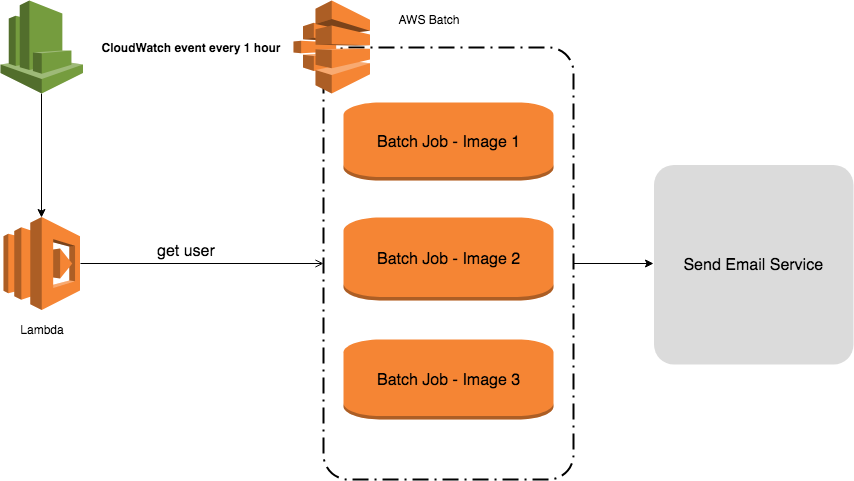 AWS Batch
CloudWatch event every 1 hour
Batch Job - Image 1
get user
Batch Job - Image 2
Send Email Service
Lambda
Batch Job - Image 3